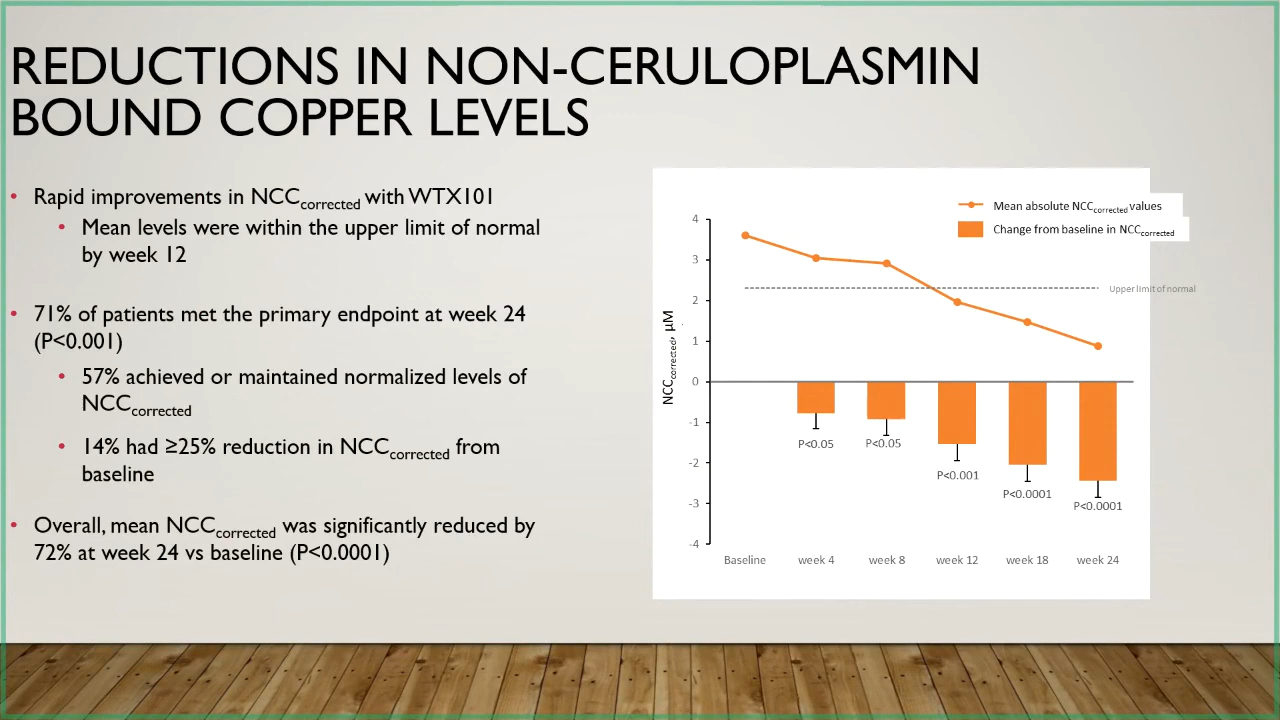 REDUCTIONS IN NON-CERULOPLASMIN
BOUND COPPER LEVELS
• Rapid improvements in NCCcorrected with WTX101
• Mean levels were within the upper limit of normal
by week 12
• 71% of patients met the primary endpoint at week 24
(P<0.001)
• 57% achieved or maintained normalized levels of
NCCcorrected
• 14% had ≥25% reduction in NCCcorrected from
baseline
• Overall, mean NCCcorrected was significantly reduced by
72% at week 24 vs baseline (P<0.0001)
Mean absolute NCCcorrected values
Change from baseline in NCCcorrected
Upper limit of normal
NCCcorrected, µM
4
3
2
1
0
-1
-2
-3
-4
P<0.05
P<0.05
P<0.001
P<0.0001
P<0.0001
Baseline week 4 week 8 week 12 week 18 week 24